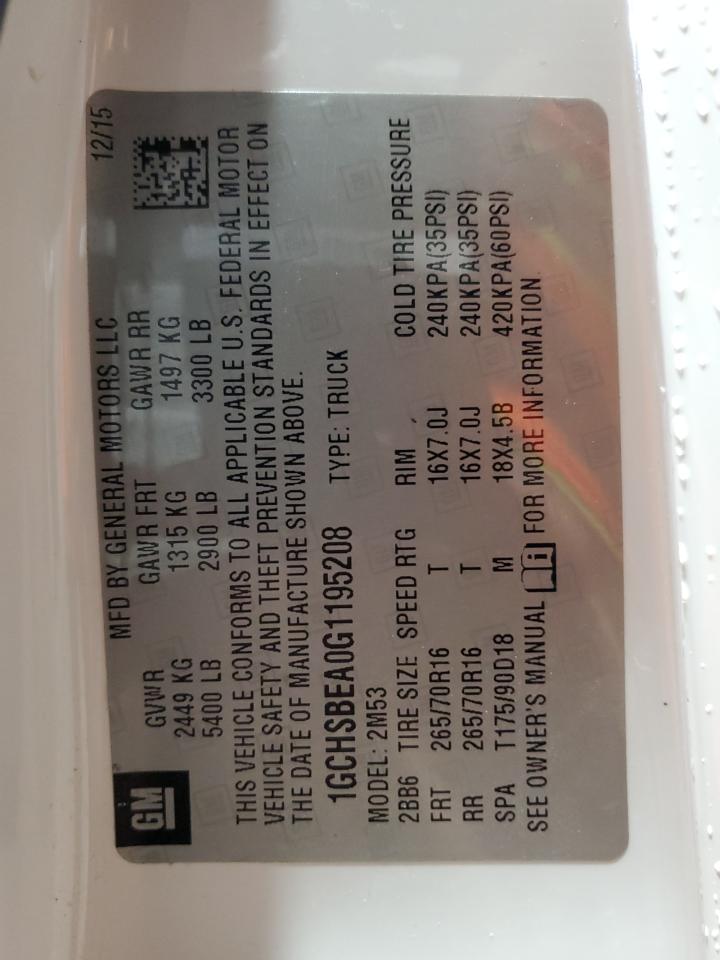 GM
MFD BY GENERAL MOTORS LLC 12/15
GVWR GAWR FRT GAWR RR
2449 KG 1315 KG 1497 KG
5400 LB 2900 LB 3300 LB
THIS VEHICLE CONFORMS TO ALL APPLICABLE U.S. FEDERAL MOTOR
VEHICLE SAFETY AND THEFT PREVENTION STANDARDS IN EFFECT ON
THE DATE OF MANUFACTURE SHOWN ABOVE.
1GCHSBEA0G1195208 TYPE: TRUCK
MODEL: 2M53
2BB6 TIRE SIZE SPEED RTG RIM COLD TIRE PRESSURE
FRT 265/70R16 T 16X7.0J 240KPA(35PSI)
RR 265/70R16 T 16X7.0J 240KPA(35PSI)
SPA T175/90D18 M 18X4.5B 420KPA(60PSI)
SEE OWNER'S MANUAL FOR MORE INFORMATION.